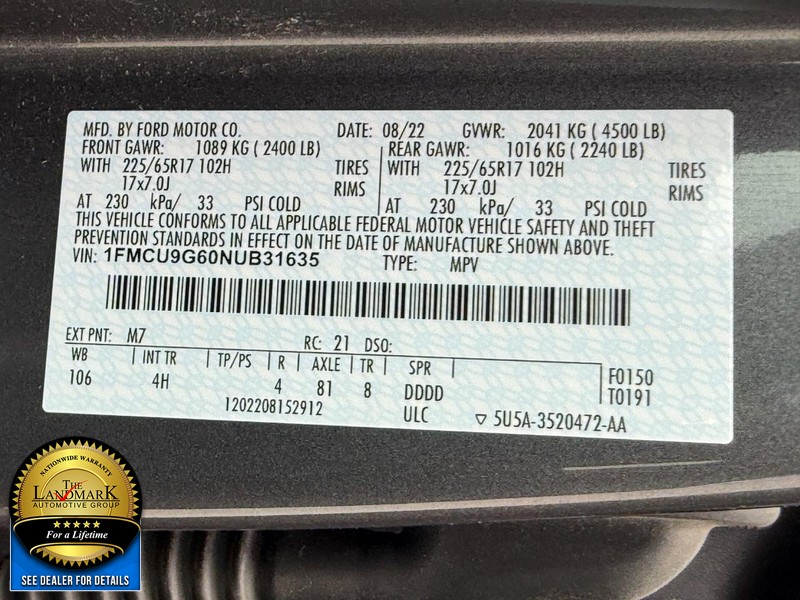 MFD. BY FORD MOTOR CO. DATE: 08/22 GVWR: 2041 KG ( 4500 LB)
FRONT GAWR: 1089 KG ( 2400 LB) REAR GAWR: 1016 KG ( 2240 LB)
WITH 225/65R17 102H TIRES WITH 225/65R17 102H TIRES
17x7.0J RIMS 17x7.0J RIMS
AT 230 kPa/ 33 PSI COLD AT 230 kPa/ 33 PSI COLD
THIS VEHICLE CONFORMS TO ALL APPLICABLE FEDERAL MOTOR VEHICLE SAFETY AND THEFT
PREVENTION STANDARDS IN EFFECT ON THE DATE OF MANUFACTURE SHOWN ABOVE.
VIN: 1FMCU9G60NUB31635 TYPE: MPV
EXT PNT: M7 RC: 21 DSO:
WB INT TR TP/PS R AXLE TR SPR
106 4H 4 81 8 DDDD
F0150
T0191
1202208152912 ULC ▽ 5U5A-3520472-AA
NATIONWIDE WARRANTY
THE
LANDMARK
AUTOMOTIVE GROUP
★★★★★
For a Lifetime
SEE DEALER FOR DETAILS